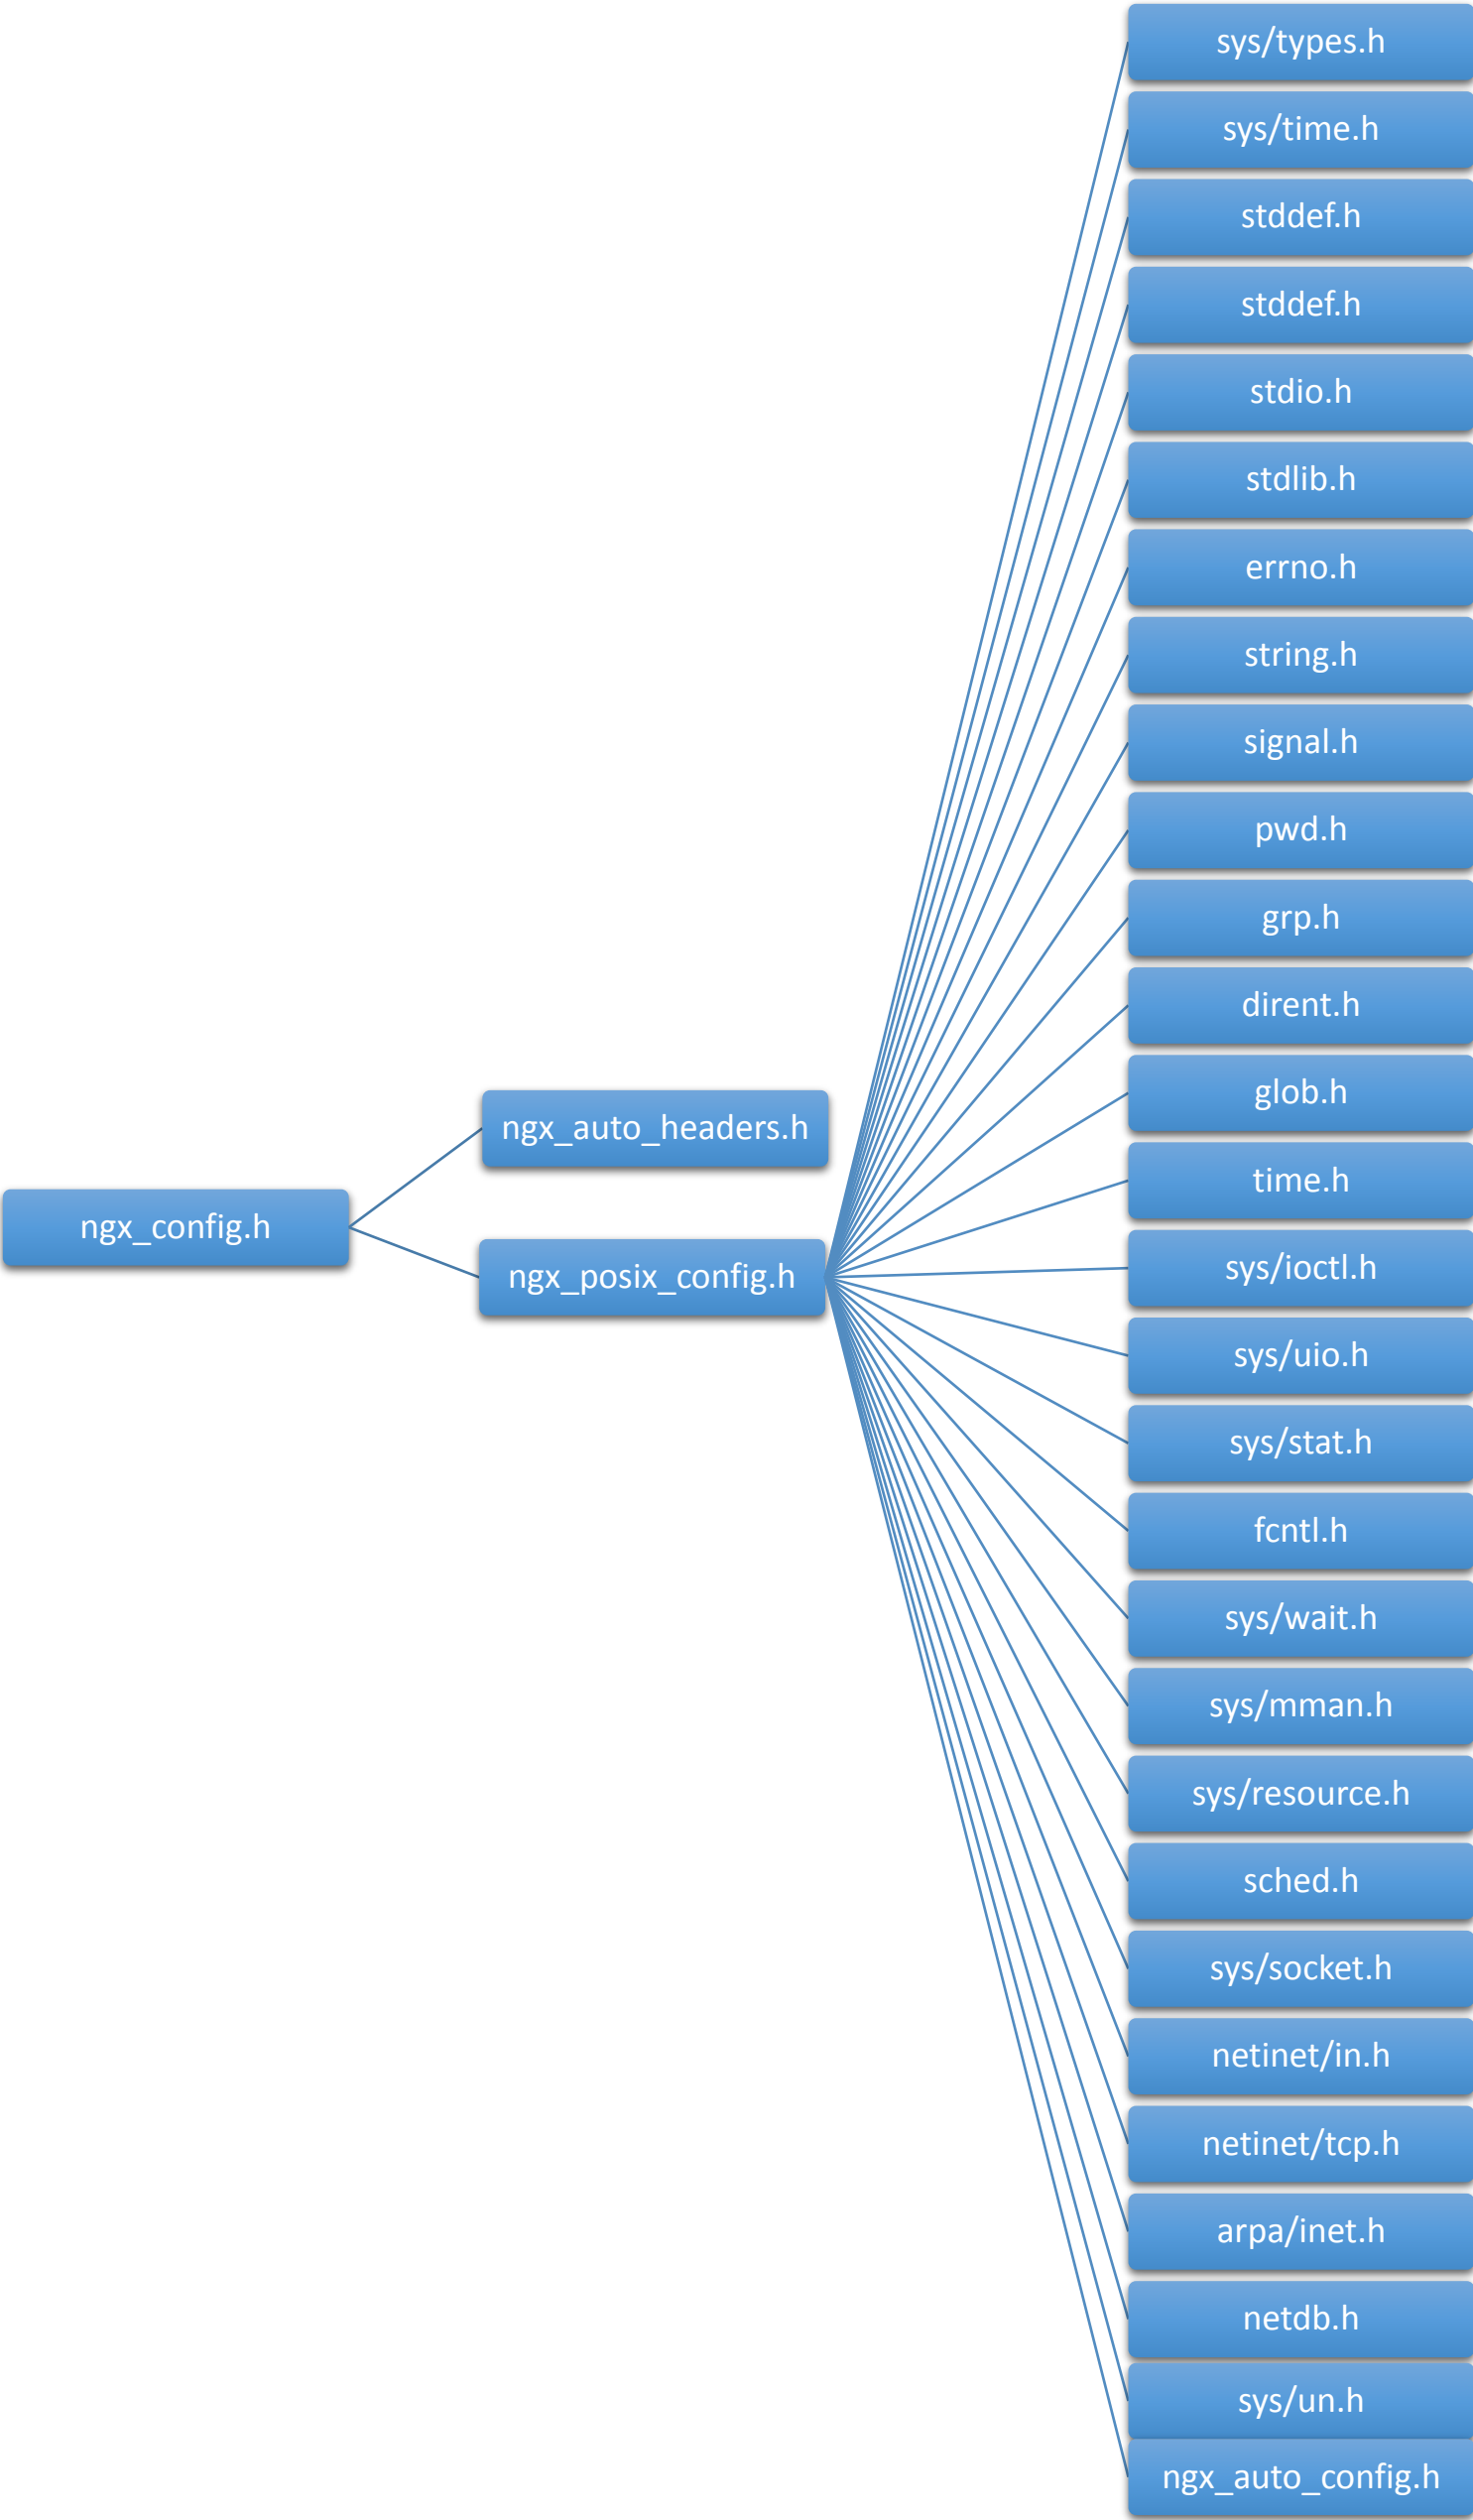 sys/types.h
sys/time.h
stddef.h
stddef.h
stdio.h
stdlib.h
errno.h
string.h
signal.h
pwd.h
grp.h
dirent.h
glob.h
ngx_auto_headers.h
time.h
ngx_config.h
sys/ioctl.h
ngx_posix_config.h
sys/uio.h
sys/stat.h
fcntl.h
sys/wait.h
sys/mman.h
sys/resource.h
sched.h
sys/socket.h
netinet/in.h
netinet/tcp.h
arpa/inet.h
netdb.h
sys/un.h
ngx_auto_config.h